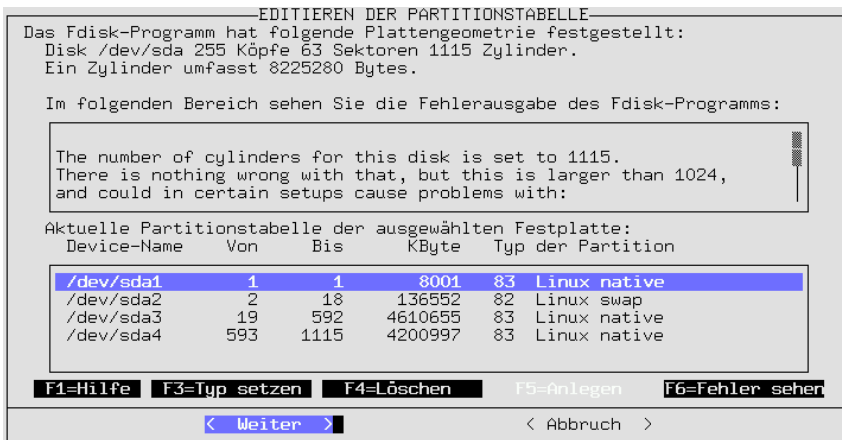 EDITIEREN DER PARTITIONSTABELLE
Das Fdisk-Programm hat folgende Plattengeometrie festgestellt:
Disk /dev/sda 255 Köpfe 63 Sektoren 1115 Zylinder.
Ein Zylinder umfasst 8225280 Bytes.
Im folgenden Bereich sehen Sie die Fehlerausgabe des Fdisk-Programms:
The number of cylinders for this disk is set to 1115.
There is nothing wrong with that, but this is larger than 1024,
and could in certain setups cause problems with:
Aktuelle Partitionstabelle der ausgewählten Festplatte:
Device-Name Von Bis KByte Typ der Partition
/dev/sda1 1 1 8001 83 Linux native
/dev/sda2 2 18 136552 82 Linux swap
/dev/sda3 19 592 4610655 83 Linux native
/dev/sda4 593 1115 4200997 83 Linux native
F1=Hilfe F3=Typ setzen F4=Löschen F5=Anlegen F6=Fehler sehen
< Weiter > < Abbruch >